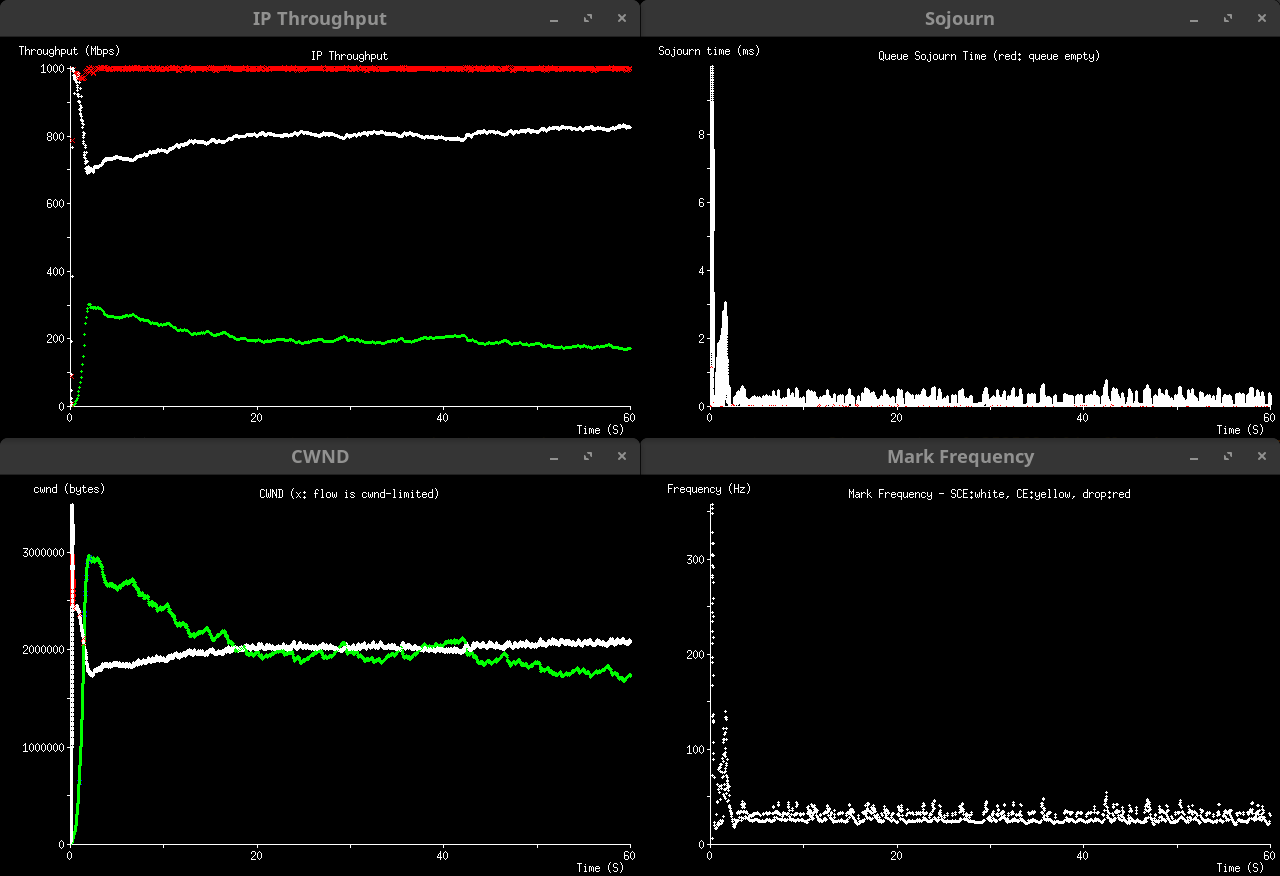 IP Throughput
Throughput (Mbps)
IP Throughput
1000
800
600
400
200
0
0
20
40
60
Time (S)
Sojourn
Sojourn time (ms)
Queue Sojourn Time (red: queue empty)
8
6
4
2
0
0
20
40
60
Time (S)
CWND
cwnd (bytes)
CWND (x: flow is cwnd-limited)
3000000
2000000
1000000
0
0
20
40
60
Time (S)
Mark Frequency
Frequency (Hz)
Mark Frequency - SCE:white, CE:yellow, drop:red
300
200
100
0
0
20
40
60
Time (S)